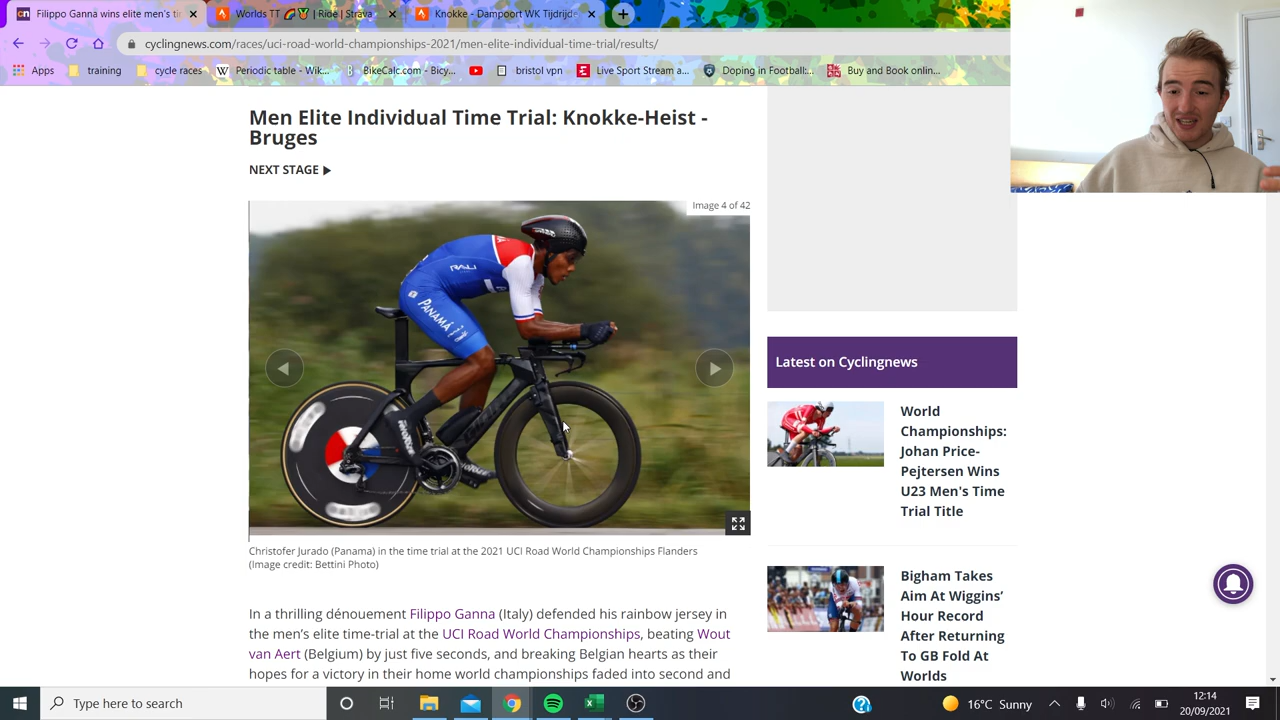 Filippo Ganna wins elite men's ti
Worlds TT 🌈🏅 | Ride | Strava
Knokke - Dampoort WK Tijdrijde
cyclingnews.com/races/uci-road-world-championships-2021/men-elite-individual-time-trial/results/
Apps
training
cycle races
Periodic table - Wik...
BikeCalc.com - Bicy...
bristol vpn
Live Sport Stream a...
Doping in Football:...
Buy and Book onlin...
Men Elite Individual Time Trial: Knokke-Heist -
Bruges
NEXT STAGE
Image 4 of 42
PANAMÁ
Christofer Jurado (Panama) in the time trial at the 2021 UCI Road World Championships Flanders
(Image credit: Bettini Photo)
In a thrilling dénouement Filippo Ganna (Italy) defended his rainbow jersey in
the men's elite time-trial at the UCI Road World Championships, beating Wout
van Aert (Belgium) by just five seconds, and breaking Belgian hearts as their
hopes for a victory in their home world championships faded into second and
Latest on Cyclingnews
World
Championships:
Johan Price-
Pejtersen Wins
U23 Men's Time
Trial Title
Bigham Takes
Aim At Wiggins'
Hour Record
After Returning
To GB Fold At
Worlds
Type here to search
16°C Sunny
12:14
20/09/2021